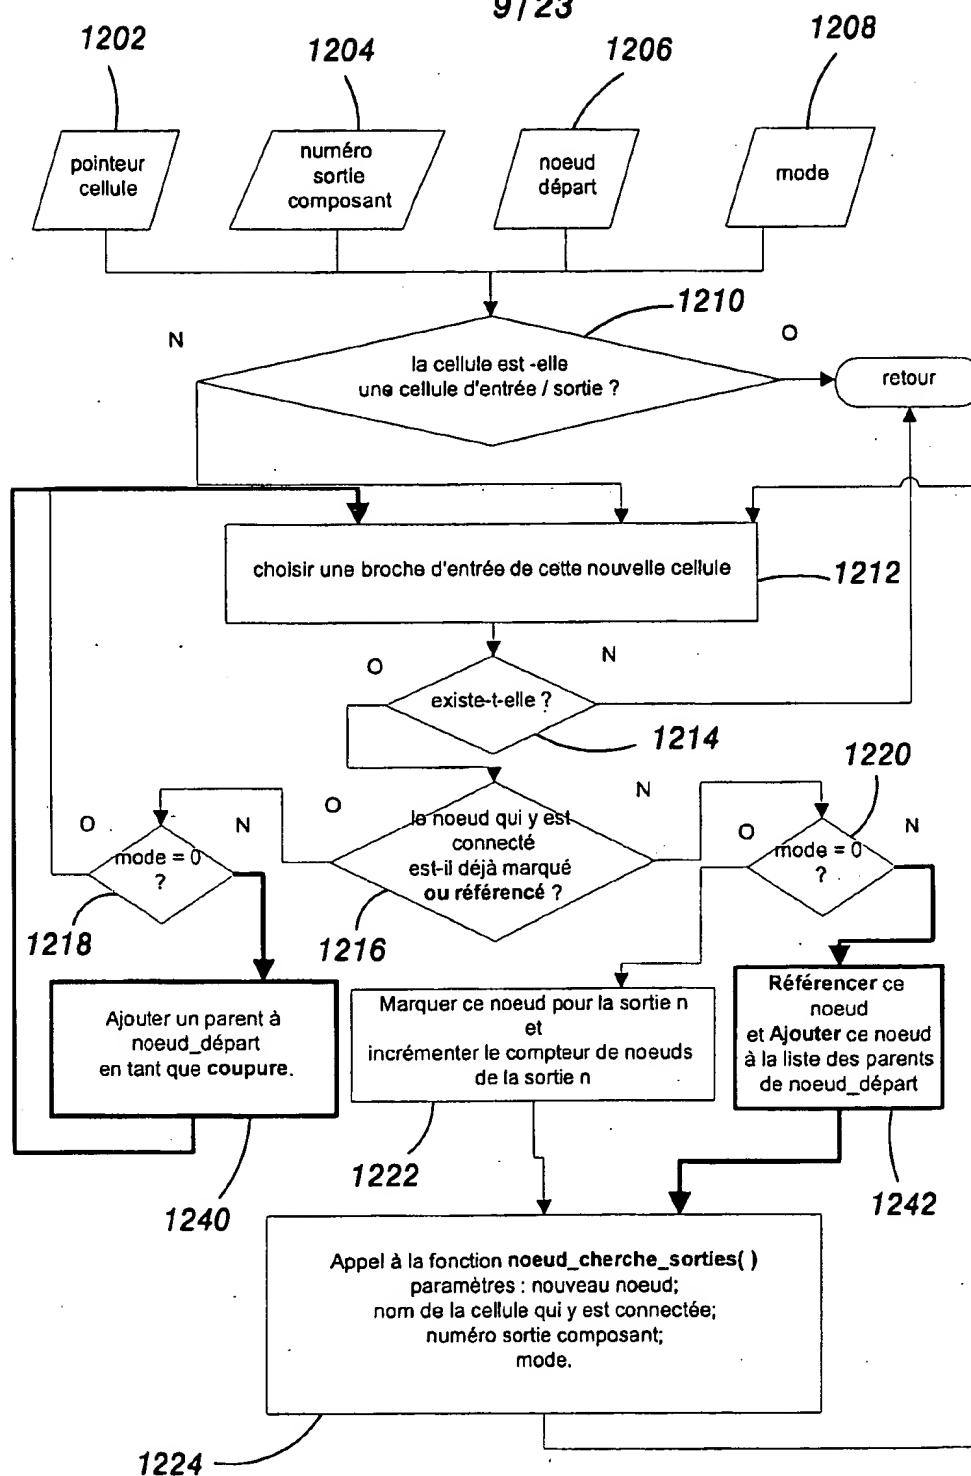 9/23
1202
1204
1206
1208
pointeur
cellule
numéro
sortie
composant
noeud
départ
mode
1210
N
O
la cellule est -elle
une cellule d'entrée / sortie ?
retour
choisir une broche d'entrée de cette nouvelle cellule
1212
O
N
existe-t-elle ?
1214
1220
O
N
le noeud qui y est
connecté
est-il déjà marqué
ou référencé ?
O
N
mode = 0
?
O
N
mode = 0
?
1218
1216
Ajouter un parent à
noeud_départ
en tant que coupure.
Marquer ce noeud pour la sortie n
et
incrémenter le compteur de noeuds
de la sortie n
Référencer ce
noeud
et Ajouter ce noeud
à la liste des parents
de noeud_départ
1240
1222
1242
Appel à la fonction noeud_cherche_sorties( )
paramètres : nouveau noeud;
nom de la cellule qui y est connectée;
numéro sortie composant;
mode.
1224